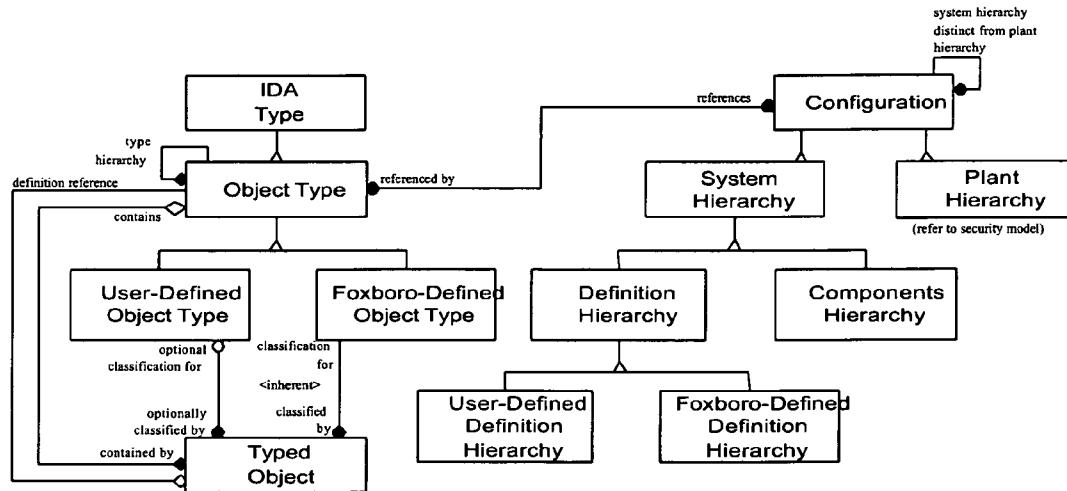 system hierarchy
distinct from plant
hierarchy
IDA
Type
references
Configuration
type
hierarchy
definition reference
Object Type
referenced by
contains
System
Hierarchy
Plant
Hierarchy
(refer to security model)
User-Defined
Object Type
Foxboro-Defined
Object Type
Definition
Hierarchy
Components
Hierarchy
optional
classification for
classification
for
<inherent>
optionally
classified by
classified
by
User-Defined
Definition
Hierarchy
Foxboro-Defined
Definition
Hierarchy
contained by
Typed
Object